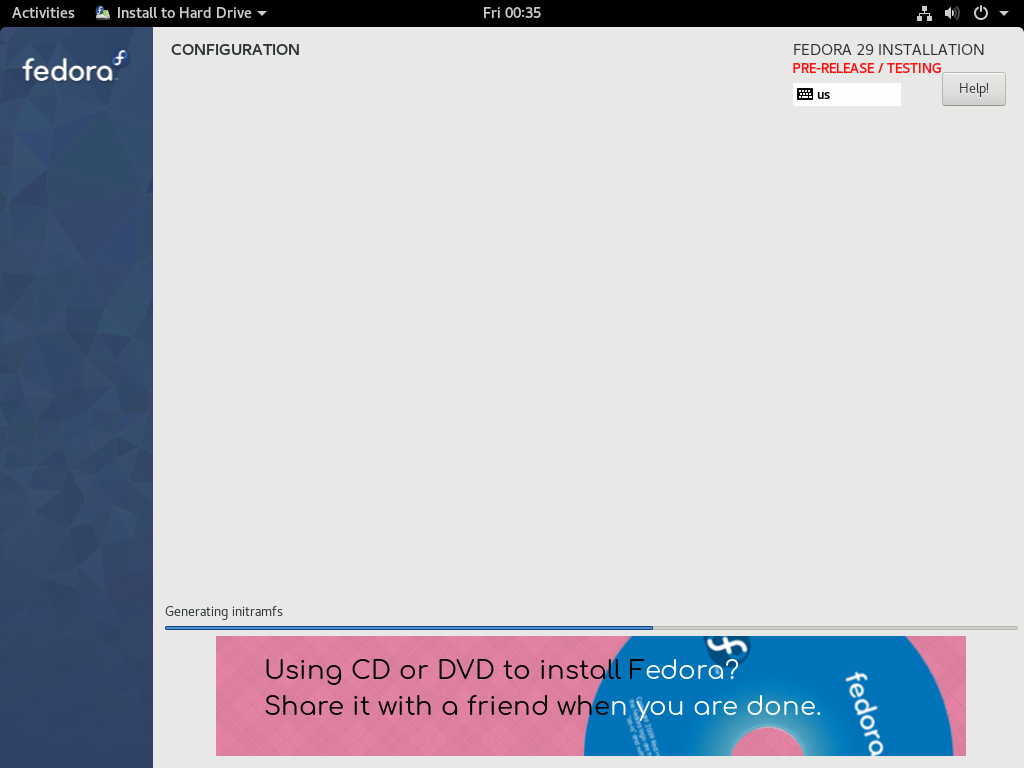 Activities Install to Hard Drive Fri 00:35
fedora
CONFIGURATION
FEDORA 29 INSTALLATION
PRE-RELEASE / TESTING
us
Help!
Generating initramfs
Using CD or DVD to install Fedora?
Share it with a friend when you are done.
fedora